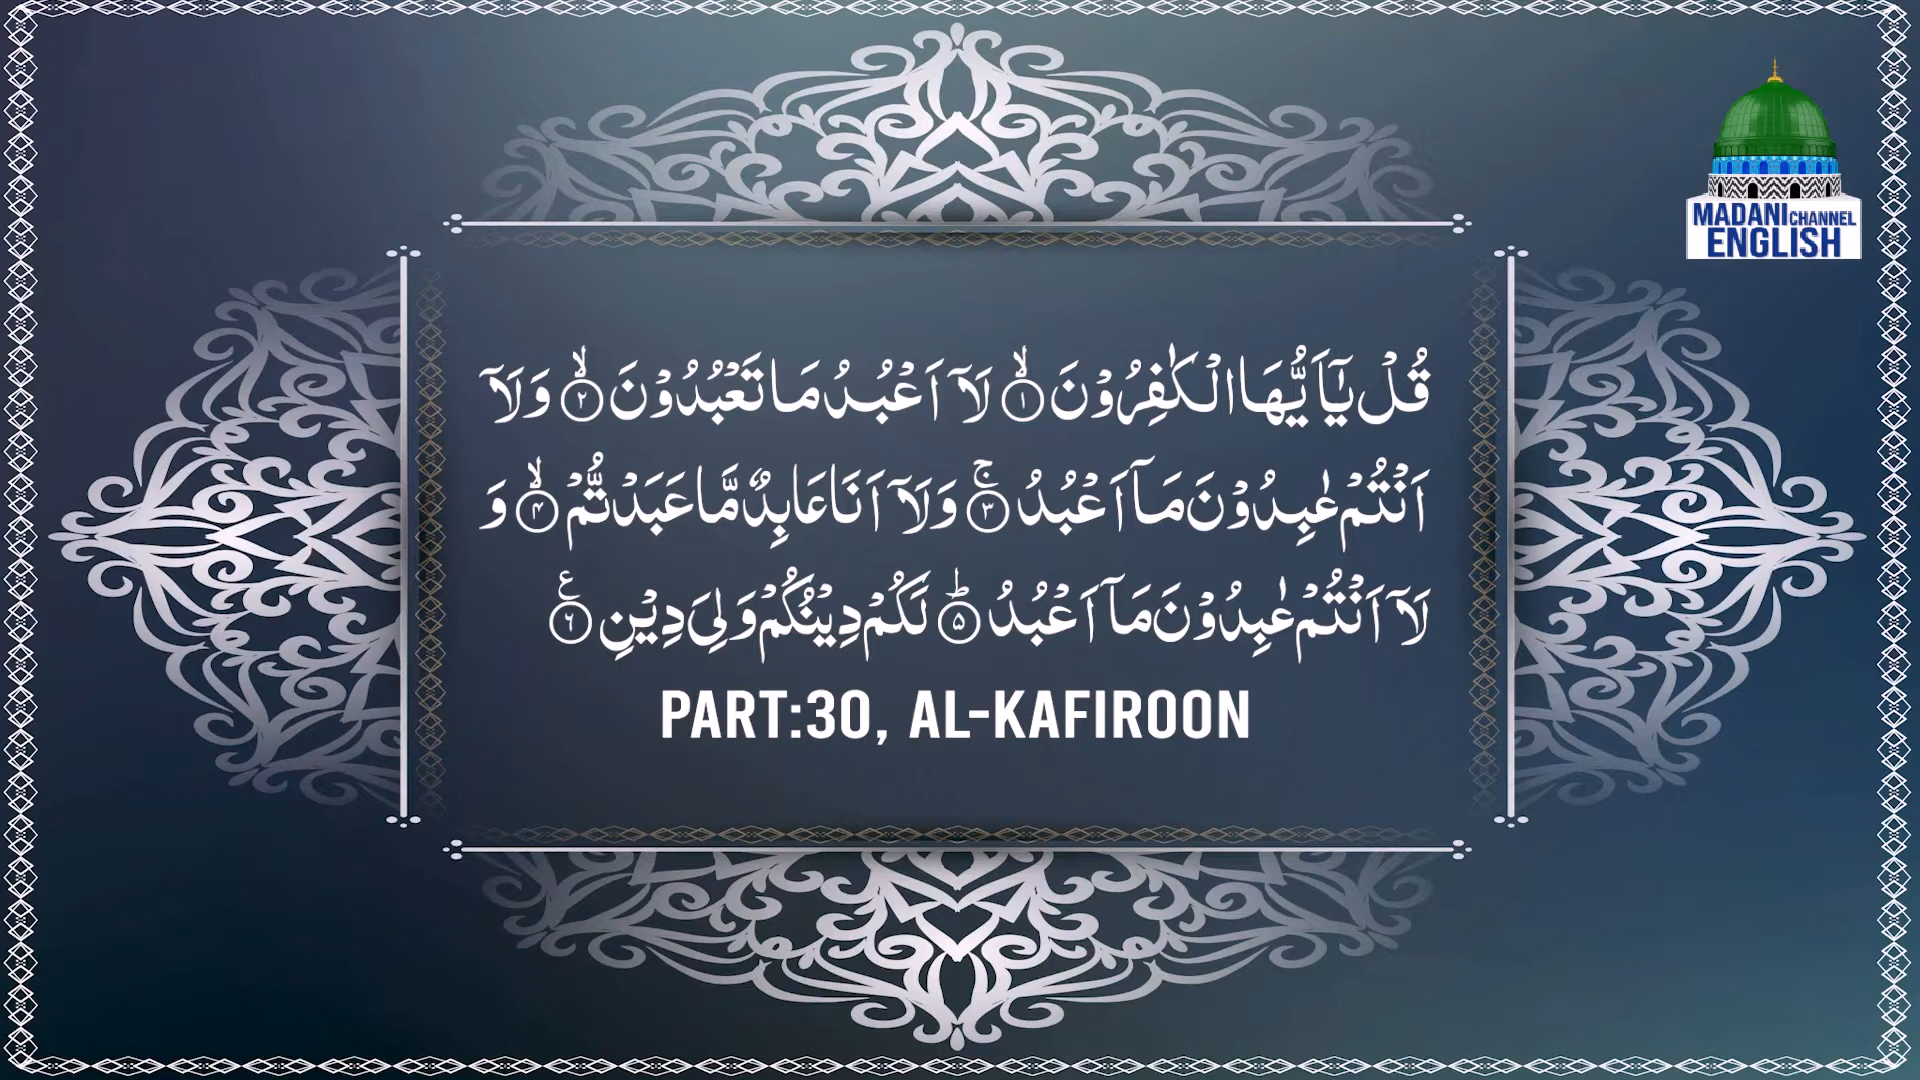 قُلْ یٰۤاَیُّهَا الْكٰفِرُوْنَۙ۝۱ لَاۤ اَعْبُدُ مَا تَعْبُدُوْنَۙ۝۲ وَ لَاۤ
اَنْتُمْ عٰبِدُوْنَ مَاۤ اَعْبُدُۚ۝۳ وَ لَاۤ اَنَا عَابِدٌ مَّا عَبَدْتُّمْۙ۝۴ وَ
لَاۤ اَنْتُمْ عٰبِدُوْنَ مَاۤ اَعْبُدُؕ۝۵ لَكُمْ دِیْنُكُمْ وَ لِیَ دِیْنِ۠۝۶
PART:30, AL-KAFIROON
MADANI CHANNEL
ENGLISH